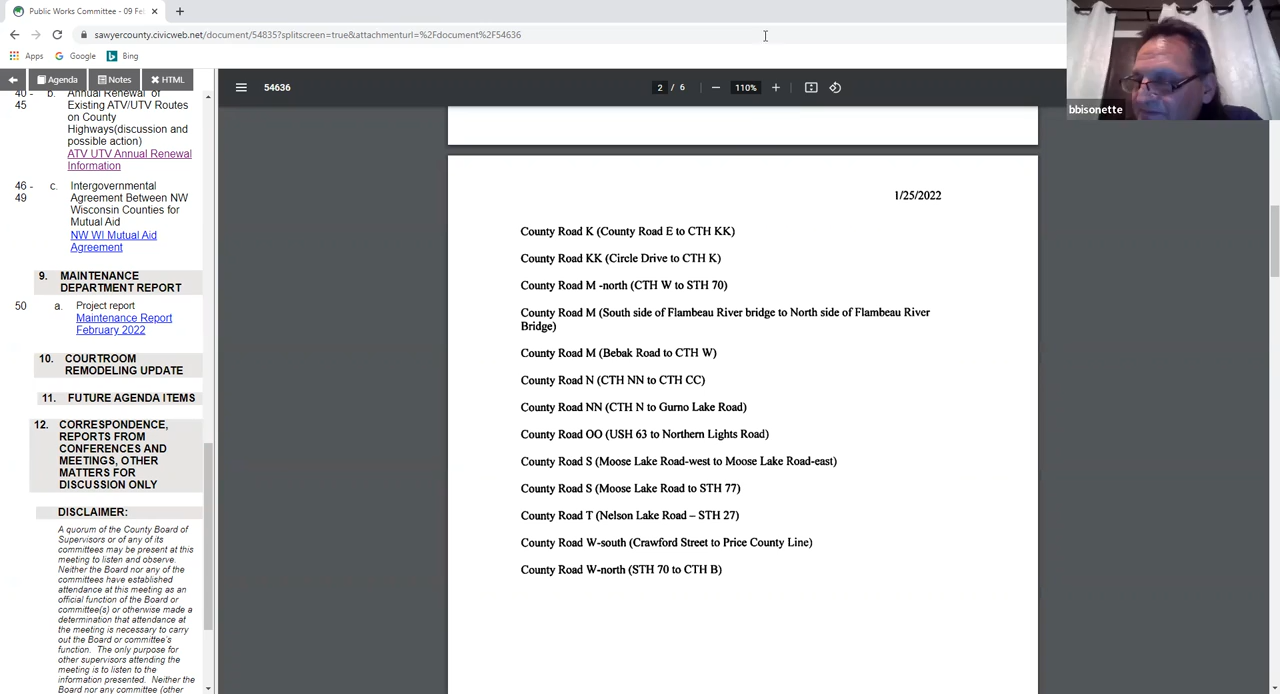 Public Works Committee - 09 Fe
sawyercounty.civicweb.net/document/54835?splitscreen=true&attachmenturl=%2Fdocument%2F54636
Apps
Google
Bing
Agenda
Notes
HTML
54636
2 / 6
110%
bbisonette
40 - b. Annual Renewal of
45 Existing ATV/UTV Routes
on County
Highways(discussion and
possible action)
ATV UTV Annual Renewal
Information
46 - c. Intergovernmental
49 Agreement Between NW
Wisconsin Counties for
Mutual Aid
NW WI Mutual Aid
Agreement
9. MAINTENANCE
DEPARTMENT REPORT
50 a. Project report
Maintenance Report
February 2022
10. COURTROOM
REMODELING UPDATE
11. FUTURE AGENDA ITEMS
12. CORRESPONDENCE,
REPORTS FROM
CONFERENCES AND
MEETINGS, OTHER
MATTERS FOR
DISCUSSION ONLY
DISCLAIMER:
A quorum of the County Board of
Supervisors or of any of its
committees may be present at this
meeting to listen and observe.
Neither the Board nor any of the
committees have established
attendance at this meeting as an
official function of the Board or
committee(s) or otherwise made a
determination that attendance at
the meeting is necessary to carry
out the Board or committee's
function. The only purpose for
other supervisors attending the
meeting is to listen to the
information presented. Neither the
Board nor any committee (other
1/25/2022
County Road K (County Road E to CTH KK)
County Road KK (Circle Drive to CTH K)
County Road M -north (CTH W to STH 70)
County Road M (South side of Flambeau River bridge to North side of Flambeau River
Bridge)
County Road M (Bebak Road to CTH W)
County Road N (CTH NN to CTH CC)
County Road NN (CTH N to Gurno Lake Road)
County Road OO (USH 63 to Northern Lights Road)
County Road S (Moose Lake Road-west to Moose Lake Road-east)
County Road S (Moose Lake Road to STH 77)
County Road T (Nelson Lake Road – STH 27)
County Road W-south (Crawford Street to Price County Line)
County Road W-north (STH 70 to CTH B)